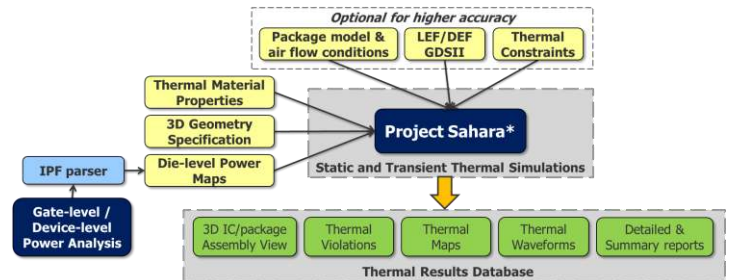 Optional for higher accuracy
Package model &
air flow conditions
LEF/DEF
GDSII
Thermal
Constraints
Thermal Material
Properties
3D Geometry
Specification
Project Sahara*
IPF parser
Die-level Power
Maps
Static and Transient Thermal Simulations
Gate-level /
Device-level
Power Analysis
3D IC/package
Assembly View
Thermal
Violations
Thermal
Maps
Thermal
Waveforms
Detailed &
Summary reports
Thermal Results Database